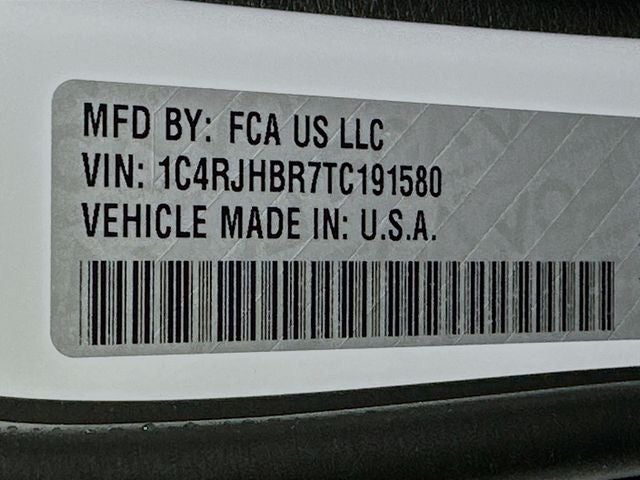 MFD BY: FCA US LLC
VIN: 1C4RJHBR7TC191580
VEHICLE MADE IN: U.S.A.